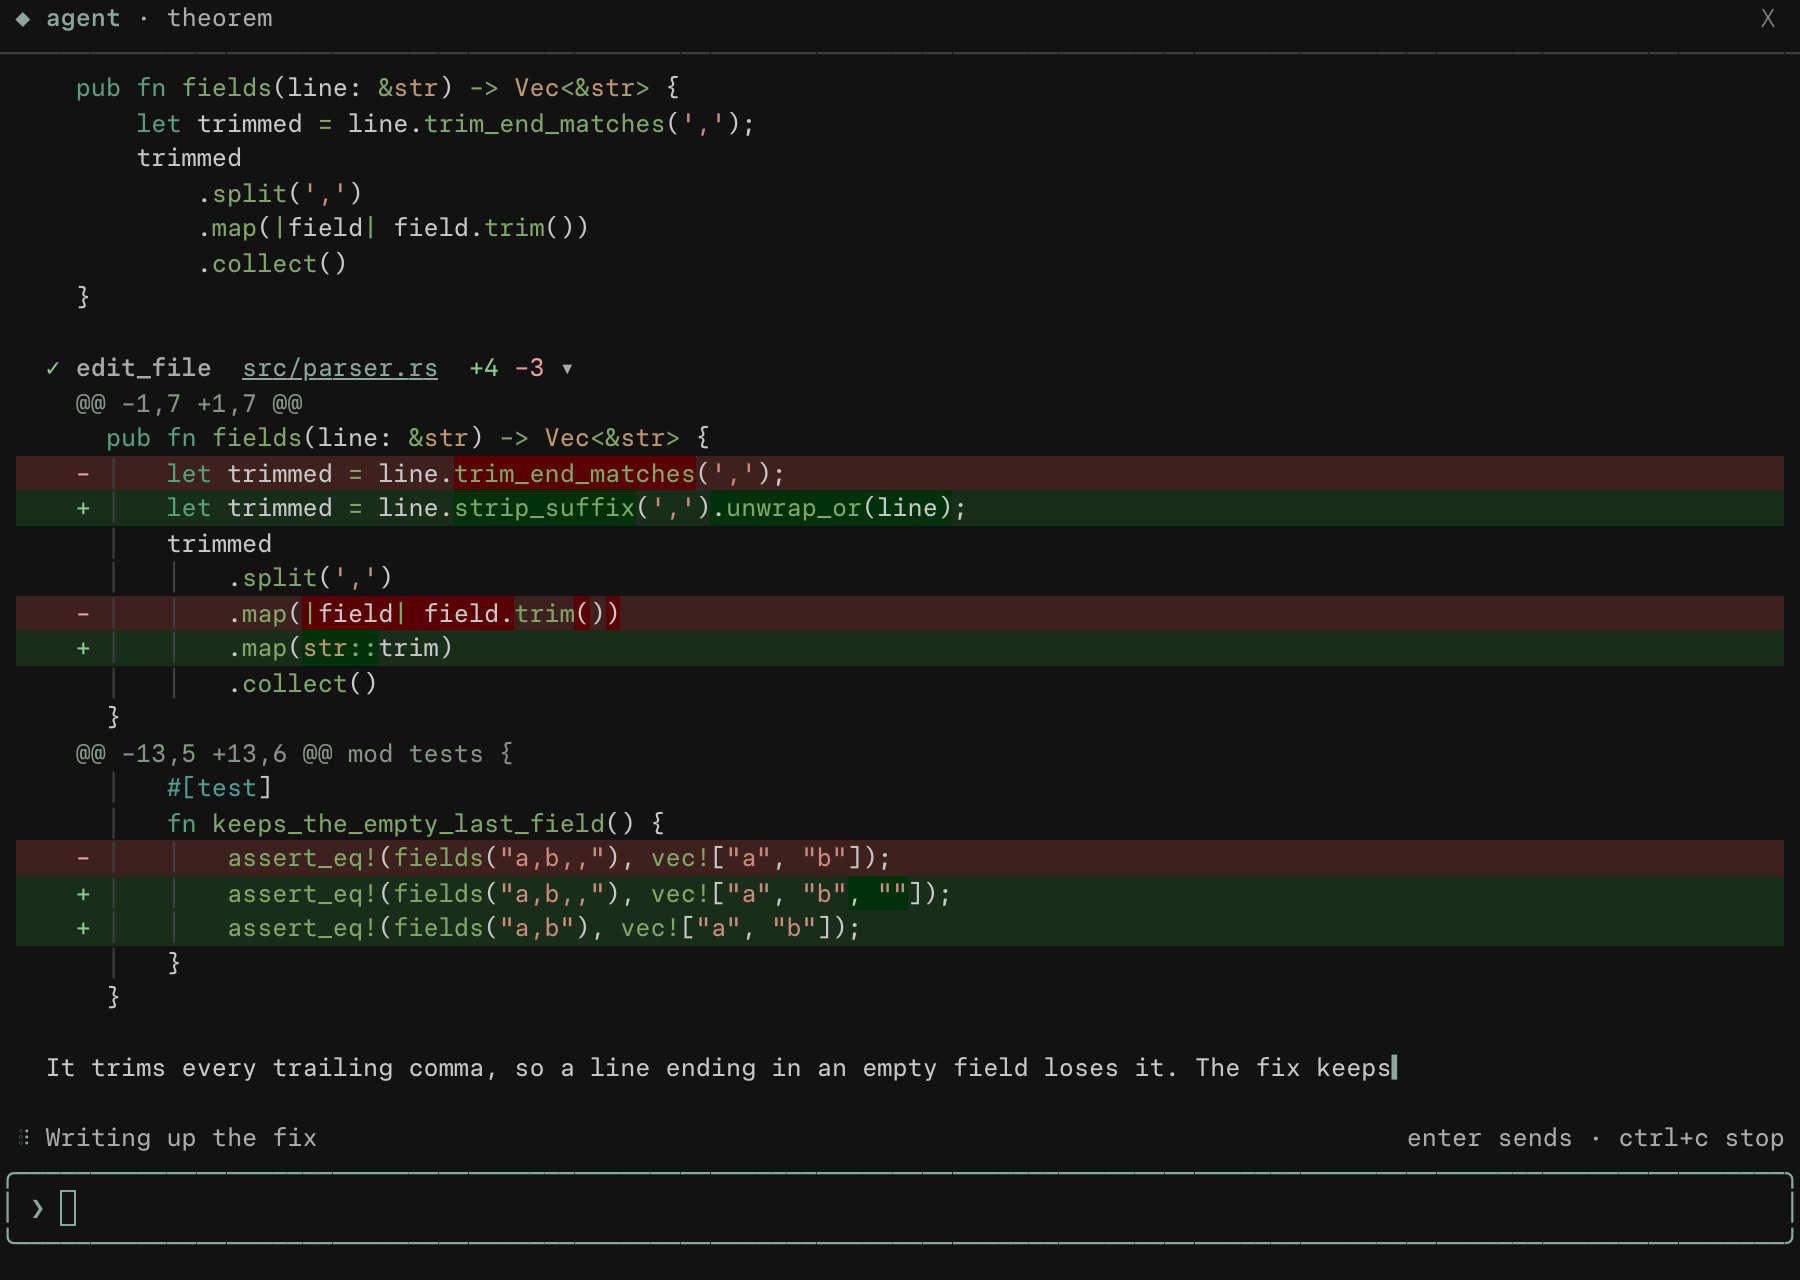 ◆ agent · theorem X
pub fn fields(line: &str) -> Vec<&str> {
    let trimmed = line.trim_end_matches(',');
    trimmed
        .split(',')
        .map(|field| field.trim())
        .collect()
}
✓ edit_file  src/parser.rs  +4 -3 ▾
@@ -1,7 +1,7 @@
  pub fn fields(line: &str) -> Vec<&str> {
-     let trimmed = line.trim_end_matches(',');
+     let trimmed = line.strip_suffix(',').unwrap_or(line);
      trimmed
          .split(',')
-         .map(|field| field.trim())
+         .map(str::trim)
          .collect()
  }
@@ -13,5 +13,6 @@ mod tests {
      #[test]
      fn keeps_the_empty_last_field() {
-         assert_eq!(fields("a,b,,"), vec!["a", "b"]);
+         assert_eq!(fields("a,b,,"), vec!["a", "b", ""]);
+         assert_eq!(fields("a,b"), vec!["a", "b"]);
      }
  }
It trims every trailing comma, so a line ending in an empty field loses it. The fix keeps
⠿ Writing up the fix enter sends · ctrl+c stop
❯